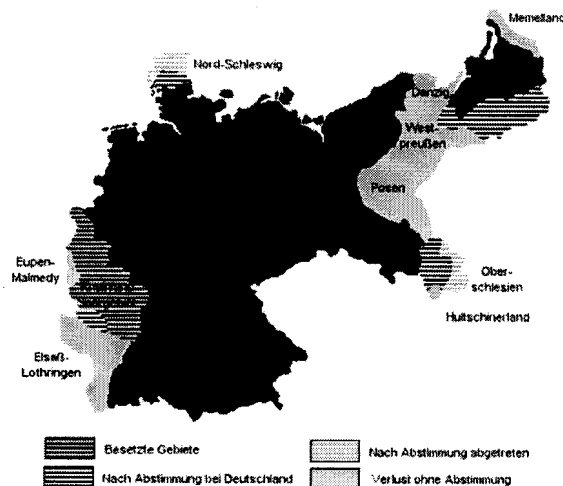 Memelland
Nord-Schleswig
Danzig
West-
preußen
Posen
Eupen-
Malmedy
Ober-
schlesien
Hultschinerland
Elsaß-
Lothringen
Besetzte Gebiete
Nach Abstimmung abgetreten
Nach Abstimmung bei Deutschland
Verlust ohne Abstimmung